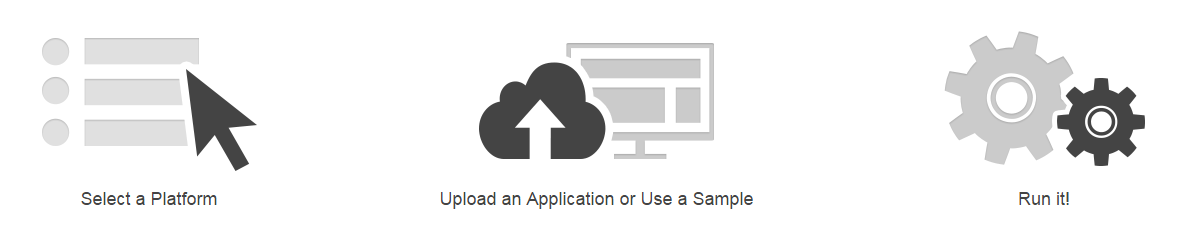 Select a Platform
Upload an Application or Use a Sample
Run it!